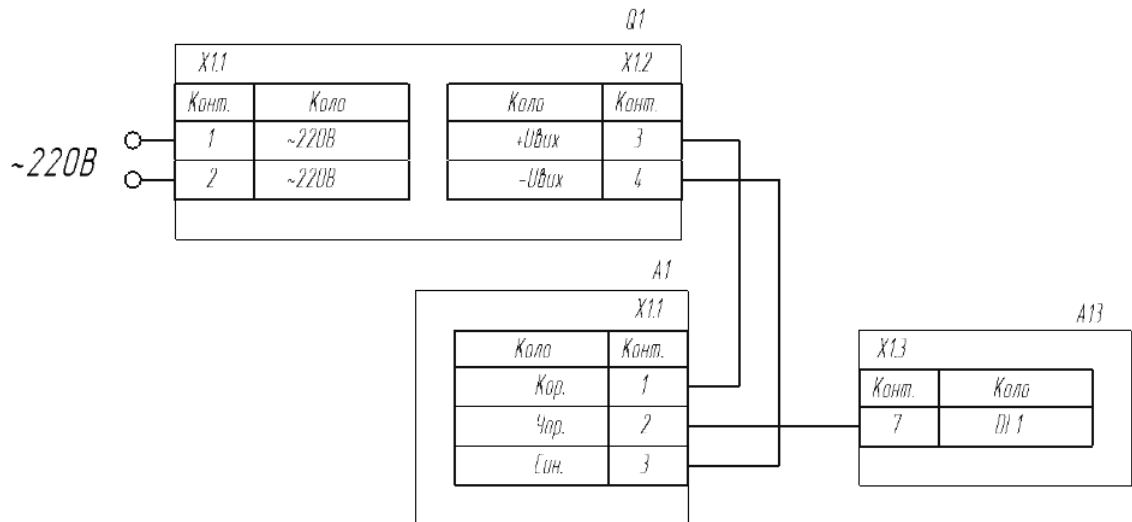 Q1
X1.1 X1.2
Конт. Коло Коло Конт.
1 ~220В +Uвих 3
~220В
2 ~220В -Uвих 4
A1
X1.1
A13
Коло Конт.
X1.3
Кор. 1
Конт. Коло
Чор. 2
7 DI 1
Син. 3